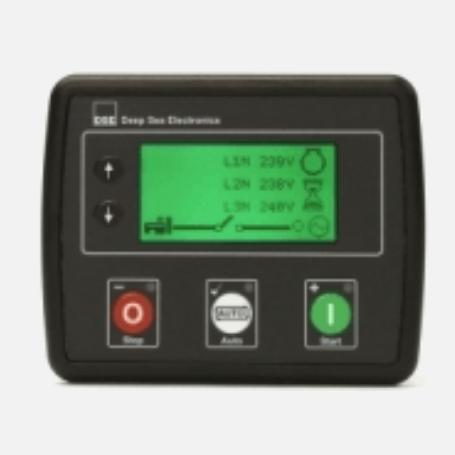 DSE Deep Sea Electronics
L1N 239V
L2N 238V
L3N 240V
O
AUTO
I
Stop
Auto
Start